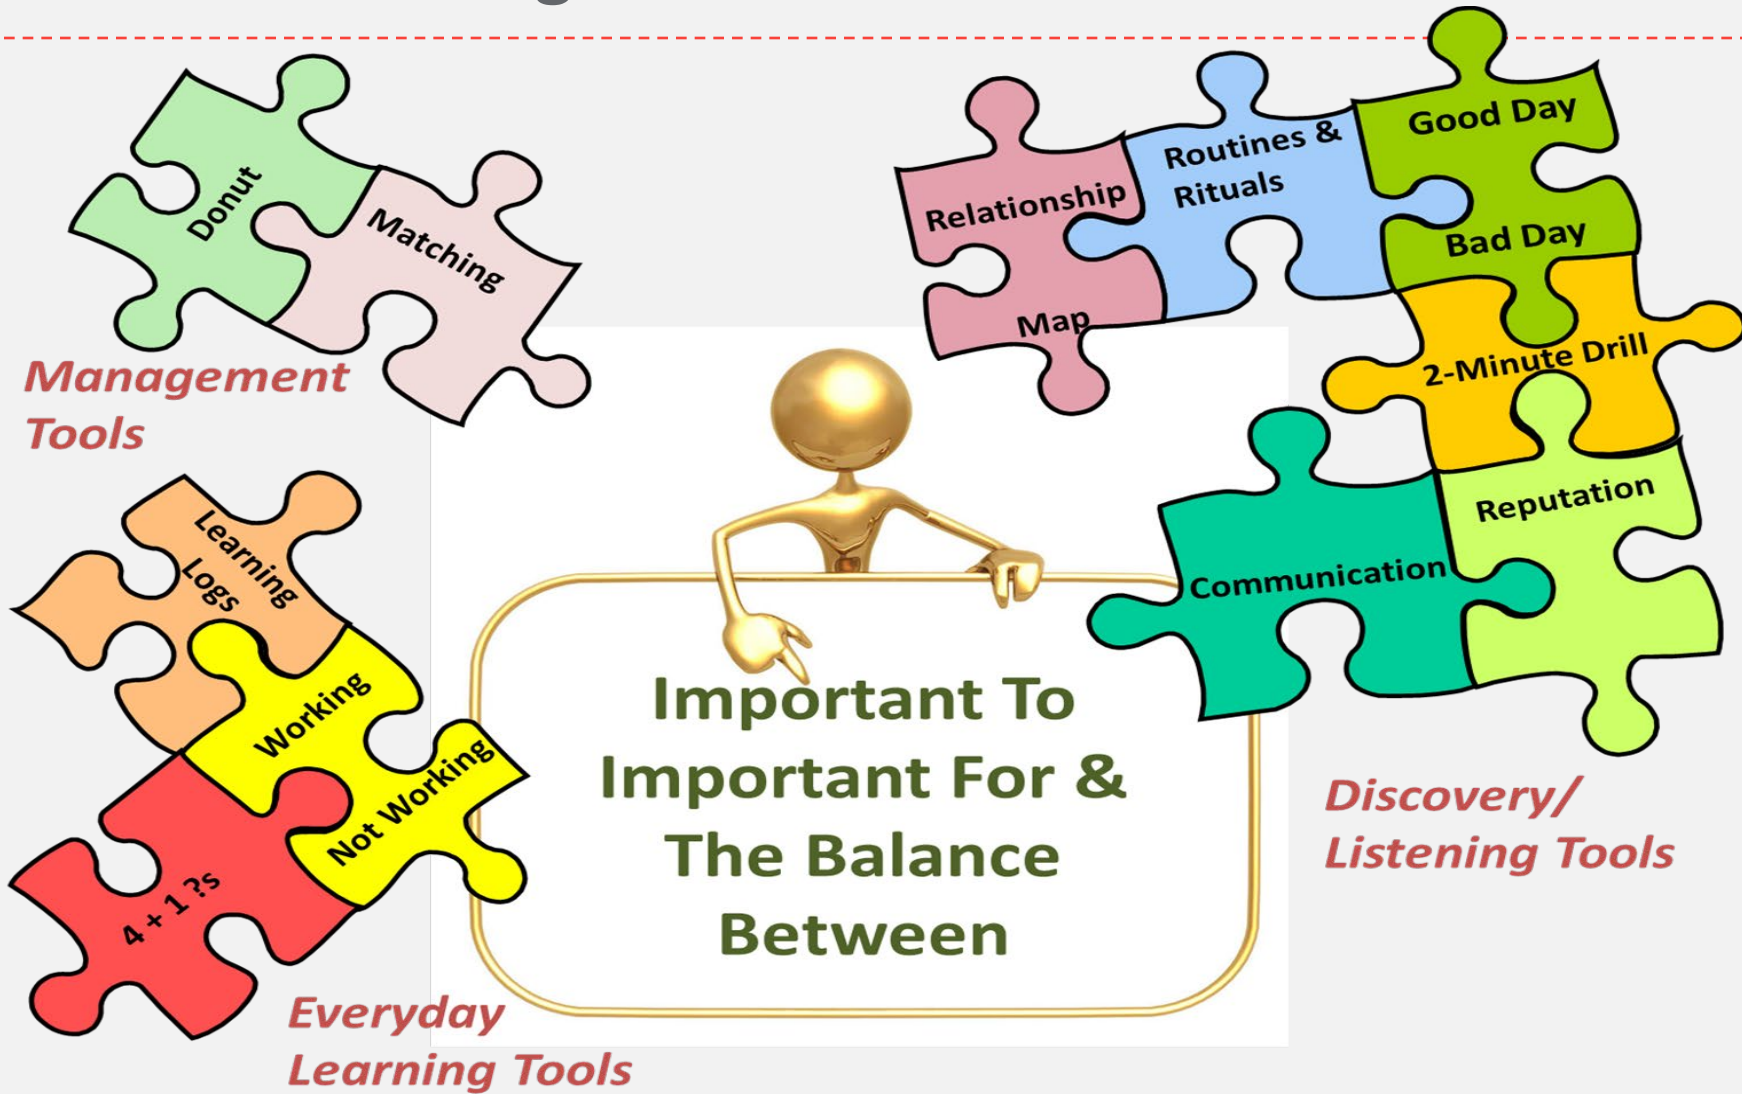 Donut
Matching
Management
Tools
Relationship
Map
Routines &
Rituals
Good Day
Bad Day
2-Minute Drill
Reputation
Communication
Discovery/
Listening Tools
Learning
Logs
Working
Not Working
4 + 1 ?s
Everyday
Learning Tools
Important To
Important For &
The Balance
Between